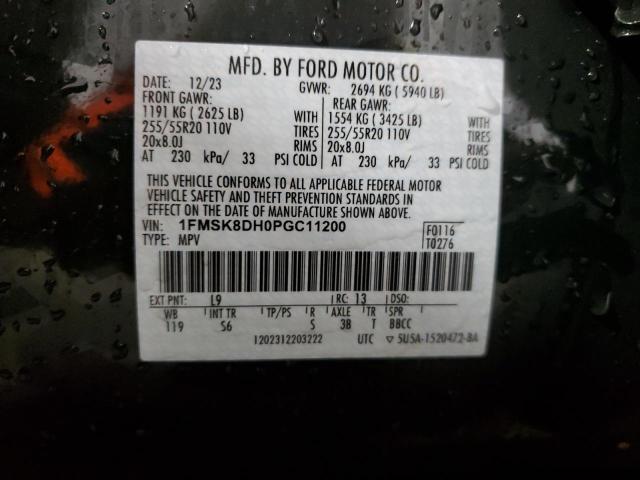 MFD. BY FORD MOTOR CO.
DATE: 12/23 GVWR: 2694 KG ( 5940 LB)
FRONT GAWR: REAR GAWR:
1191 KG ( 2625 LB) WITH 1554 KG ( 3425 LB) WITH
255/55R20 110V TIRES 255/55R20 110V TIRES
20x8.0J RIMS 20x8.0J RIMS
AT 230 kPa/ 33 PSI COLD AT 230 kPa/ 33 PSI COLD
THIS VEHICLE CONFORMS TO ALL APPLICABLE FEDERAL MOTOR
VEHICLE SAFETY AND THEFT PREVENTION STANDARDS IN
EFFECT ON THE DATE OF MANUFACTURE SHOWN ABOVE.
VIN: 1FMSK8DH0PGC11200 F0116
TYPE: MPV T0276
EXT PNT: L9 RC: 13 DSO:
WB INT TR TP/PS R AXLE TR SPR
119 S6 S 38 T BBCC
1202312203222 UTC 5U5A-1520472-BA